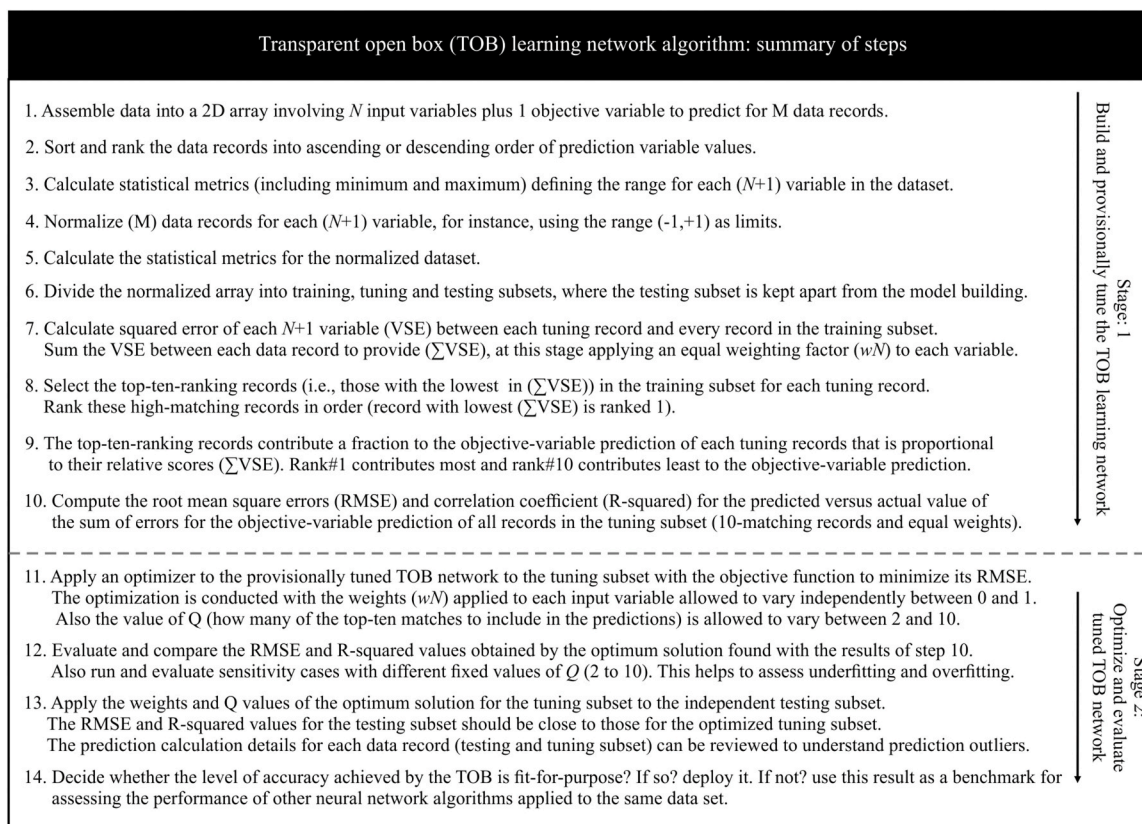 Transparent open box (TOB) learning network algorithm: summary of steps
1. Assemble data into a 2D array involving N input variables plus 1 objective variable to predict for M data records.
2. Sort and rank the data records into ascending or descending order of prediction variable values.
3. Calculate statistical metrics (including minimum and maximum) defining the range for each (N+1) variable in the dataset.
4. Normalize (M) data records for each (N+1) variable, for instance, using the range (-1,+1) as limits.
5. Calculate the statistical metrics for the normalized dataset.
6. Divide the normalized array into training, tuning and testing subsets, where the testing subset is kept apart from the model building.
7. Calculate squared error of each N+1 variable (VSE) between each tuning record and every record in the training subset.
Sum the VSE between each data record to provide (∑VSE), at this stage applying an equal weighting factor (wN) to each variable.
8. Select the top-ten-ranking records (i.e., those with the lowest in (∑VSE)) in the training subset for each tuning record.
Rank these high-matching records in order (record with lowest (∑VSE) is ranked 1).
9. The top-ten-ranking records contribute a fraction to the objective-variable prediction of each tuning records that is proportional
to their relative scores (∑VSE). Rank#1 contributes most and rank#10 contributes least to the objective-variable prediction.
10. Compute the root mean square errors (RMSE) and correlation coefficient (R-squared) for the predicted versus actual value of
the sum of errors for the objective-variable prediction of all records in the tuning subset (10-matching records and equal weights).
Stage: 1
Build and provisionally tune the TOB learning network
11. Apply an optimizer to the provisionally tuned TOB network to the tuning subset with the objective function to minimize its RMSE.
The optimization is conducted with the weights (wN) applied to each input variable allowed to vary independently between 0 and 1.
Also the value of Q (how many of the top-ten matches to include in the predictions) is allowed to vary between 2 and 10.
12. Evaluate and compare the RMSE and R-squared values obtained by the optimum solution found with the results of step 10.
Also run and evaluate sensitivity cases with different fixed values of Q (2 to 10). This helps to assess underfitting and overfitting.
13. Apply the weights and Q values of the optimum solution for the tuning subset to the independent testing subset.
The RMSE and R-squared values for the testing subset should be close to those for the optimized tuning subset.
The prediction calculation details for each data record (testing and tuning subset) can be reviewed to understand prediction outliers.
14. Decide whether the level of accuracy achieved by the TOB is fit-for-purpose? If so? deploy it. If not? use this result as a benchmark for
assessing the performance of other neural network algorithms applied to the same data set.
Stage 2:
Optimize and evaluate
tuned TOB network